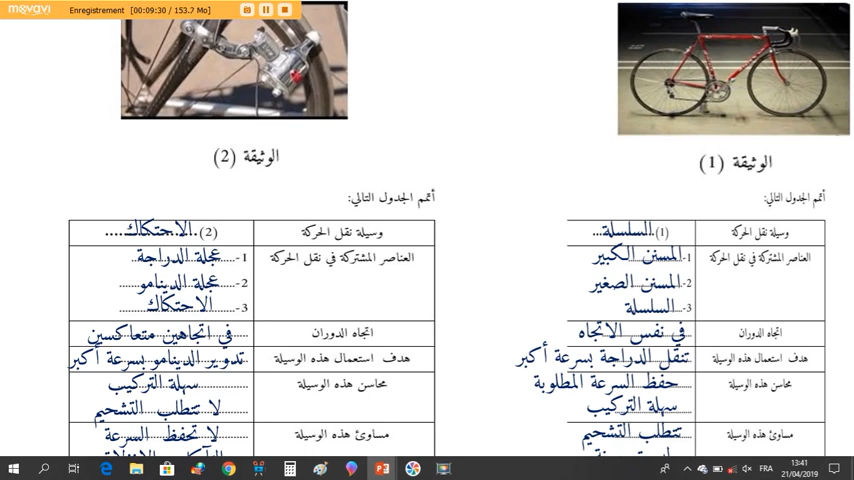 movavi
Enregistrement [00:09:30 / 153.7 Mo]
الوثيقة (1)
أتمم الجدول التالي:
وسيلة نقل الحركة (1) السلسلة
العناصر المشتركة في نقل الحركة 1- المسنن الكبير
2- المسنن الصغير
3- السلسلة
اتجاه الدوران في نفس الاتجاه
هدف استعمال هذه الوسيلة تنقل الدراجة بسرعة أكبر
محاسن هذه الوسيلة حفظ السرعة المطلوبة
سهلة التركيب
مساوئ هذه الوسيلة تتطلب التشحيم
الوثيقة (2)
أتمم الجدول التالي:
وسيلة نقل الحركة (2) الاحتكاك
العناصر المشتركة في نقل الحركة 1- عجلة الدراجة
2- عجلة الدينامو
3- الاحتكاك
اتجاه الدوران في اتجاهين متعاكسين
هدف استعمال هذه الوسيلة تدوير الدينامو بسرعة أكبر
محاسن هذه الوسيلة سهلة التركيب
لا تتطلب التشحيم
مساوئ هذه الوسيلة لا تحفظ السرعة
FRA
13:41
21/04/2019